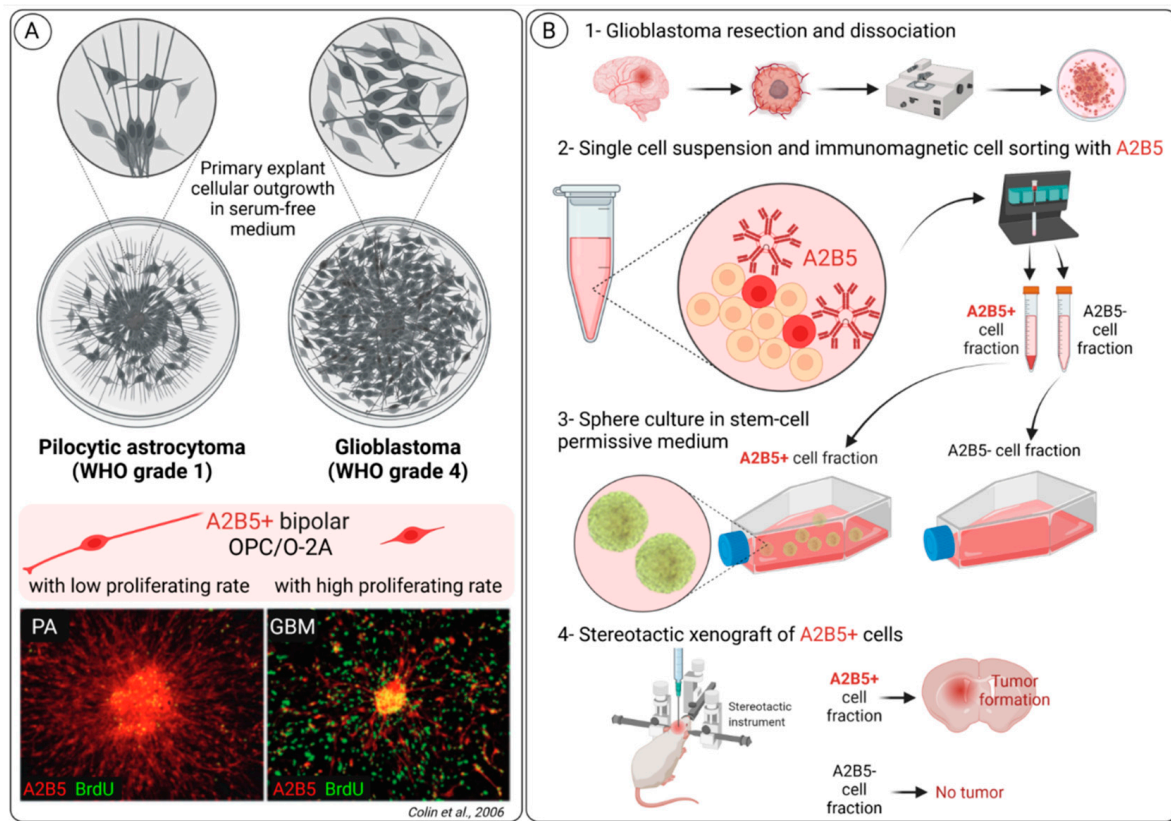 A
Primary explant
cellular outgrowth
in serum-free
medium
Pilocytic astrocytoma
(WHO grade 1)
Glioblastoma
(WHO grade 4)
A2B5+ bipolar
OPC/O-2A
with low proliferating rate
with high proliferating rate
PA
A2B5 BrdU
GBM
A2B5 BrdU
Colin et al., 2006
B
1- Glioblastoma resection and dissociation
2- Single cell suspension and immunomagnetic cell sorting with A2B5
A2B5
A2B5+
cell
fraction
A2B5-
cell
fraction
3- Sphere culture in stem-cell
permissive medium
A2B5+ cell fraction
A2B5- cell fraction
4- Stereotactic xenograft of A2B5+ cells
Stereotactic
instrument
A2B5+
cell
fraction
Tumor
formation
A2B5-
cell
fraction
No tumor